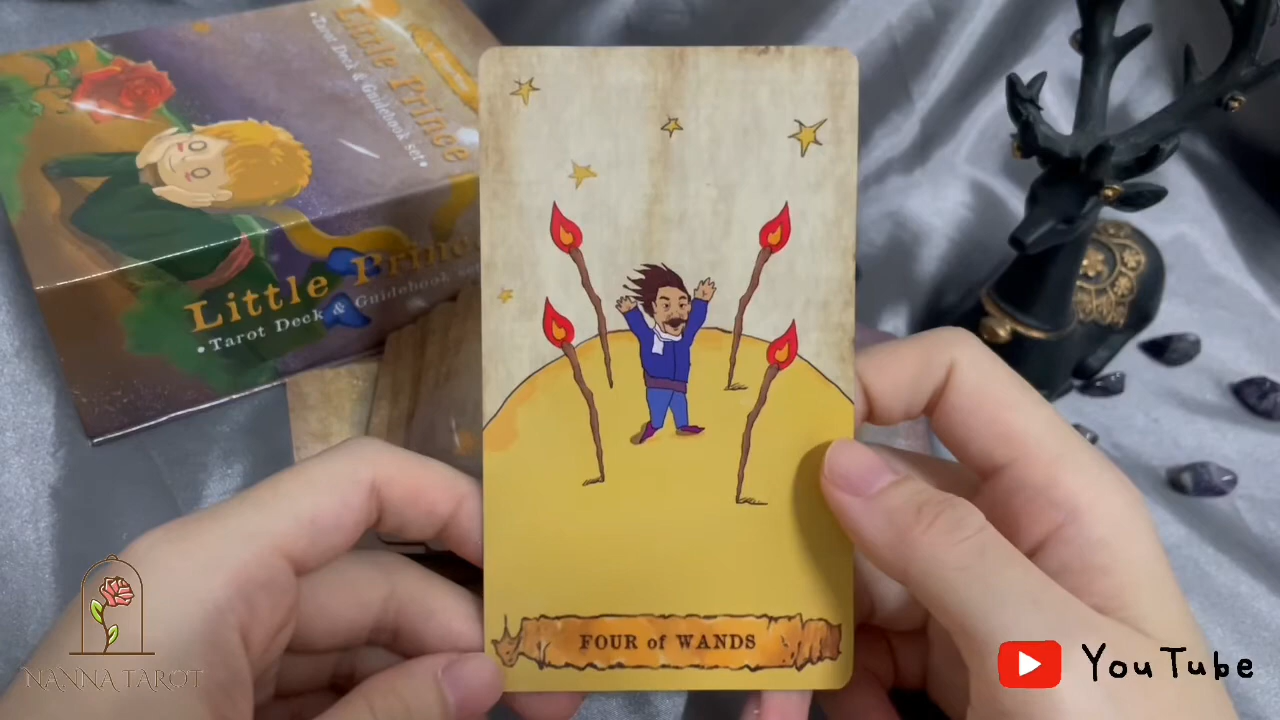 Little Prince
•Tarot Deck & Guidebook set•
Little Prince
•Tarot Deck & Guidebook set
FOUR of WANDS
NANNA TAROT
YouTube